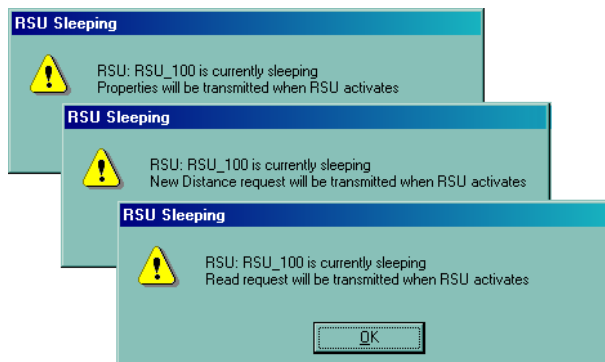 RSU Sleeping
RSU: RSU_100 is currently sleeping
Properties will be transmitted when RSU activates
RSU Sleeping
RSU: RSU_100 is currently sleeping
New Distance request will be transmitted when RSU activates
RSU Sleeping
RSU: RSU_100 is currently sleeping
Read request will be transmitted when RSU activates
OK